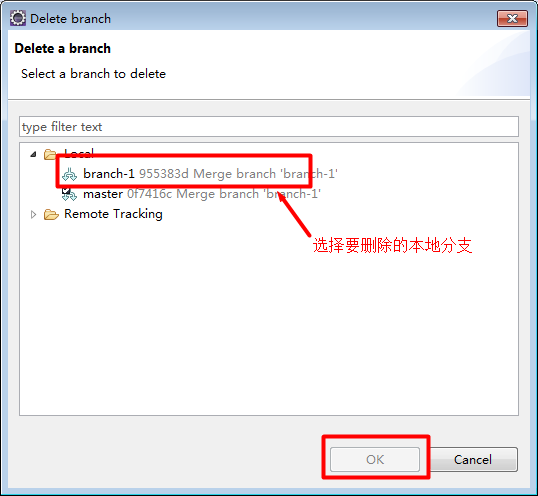 Delete branch
Delete a branch
Select a branch to delete
type filter text
Local
branch-1 955383d Merge branch 'branch-1'
master 0f7416c Merge branch 'branch-1'
Remote Tracking
选择要删除的本地分支
OK
Cancel